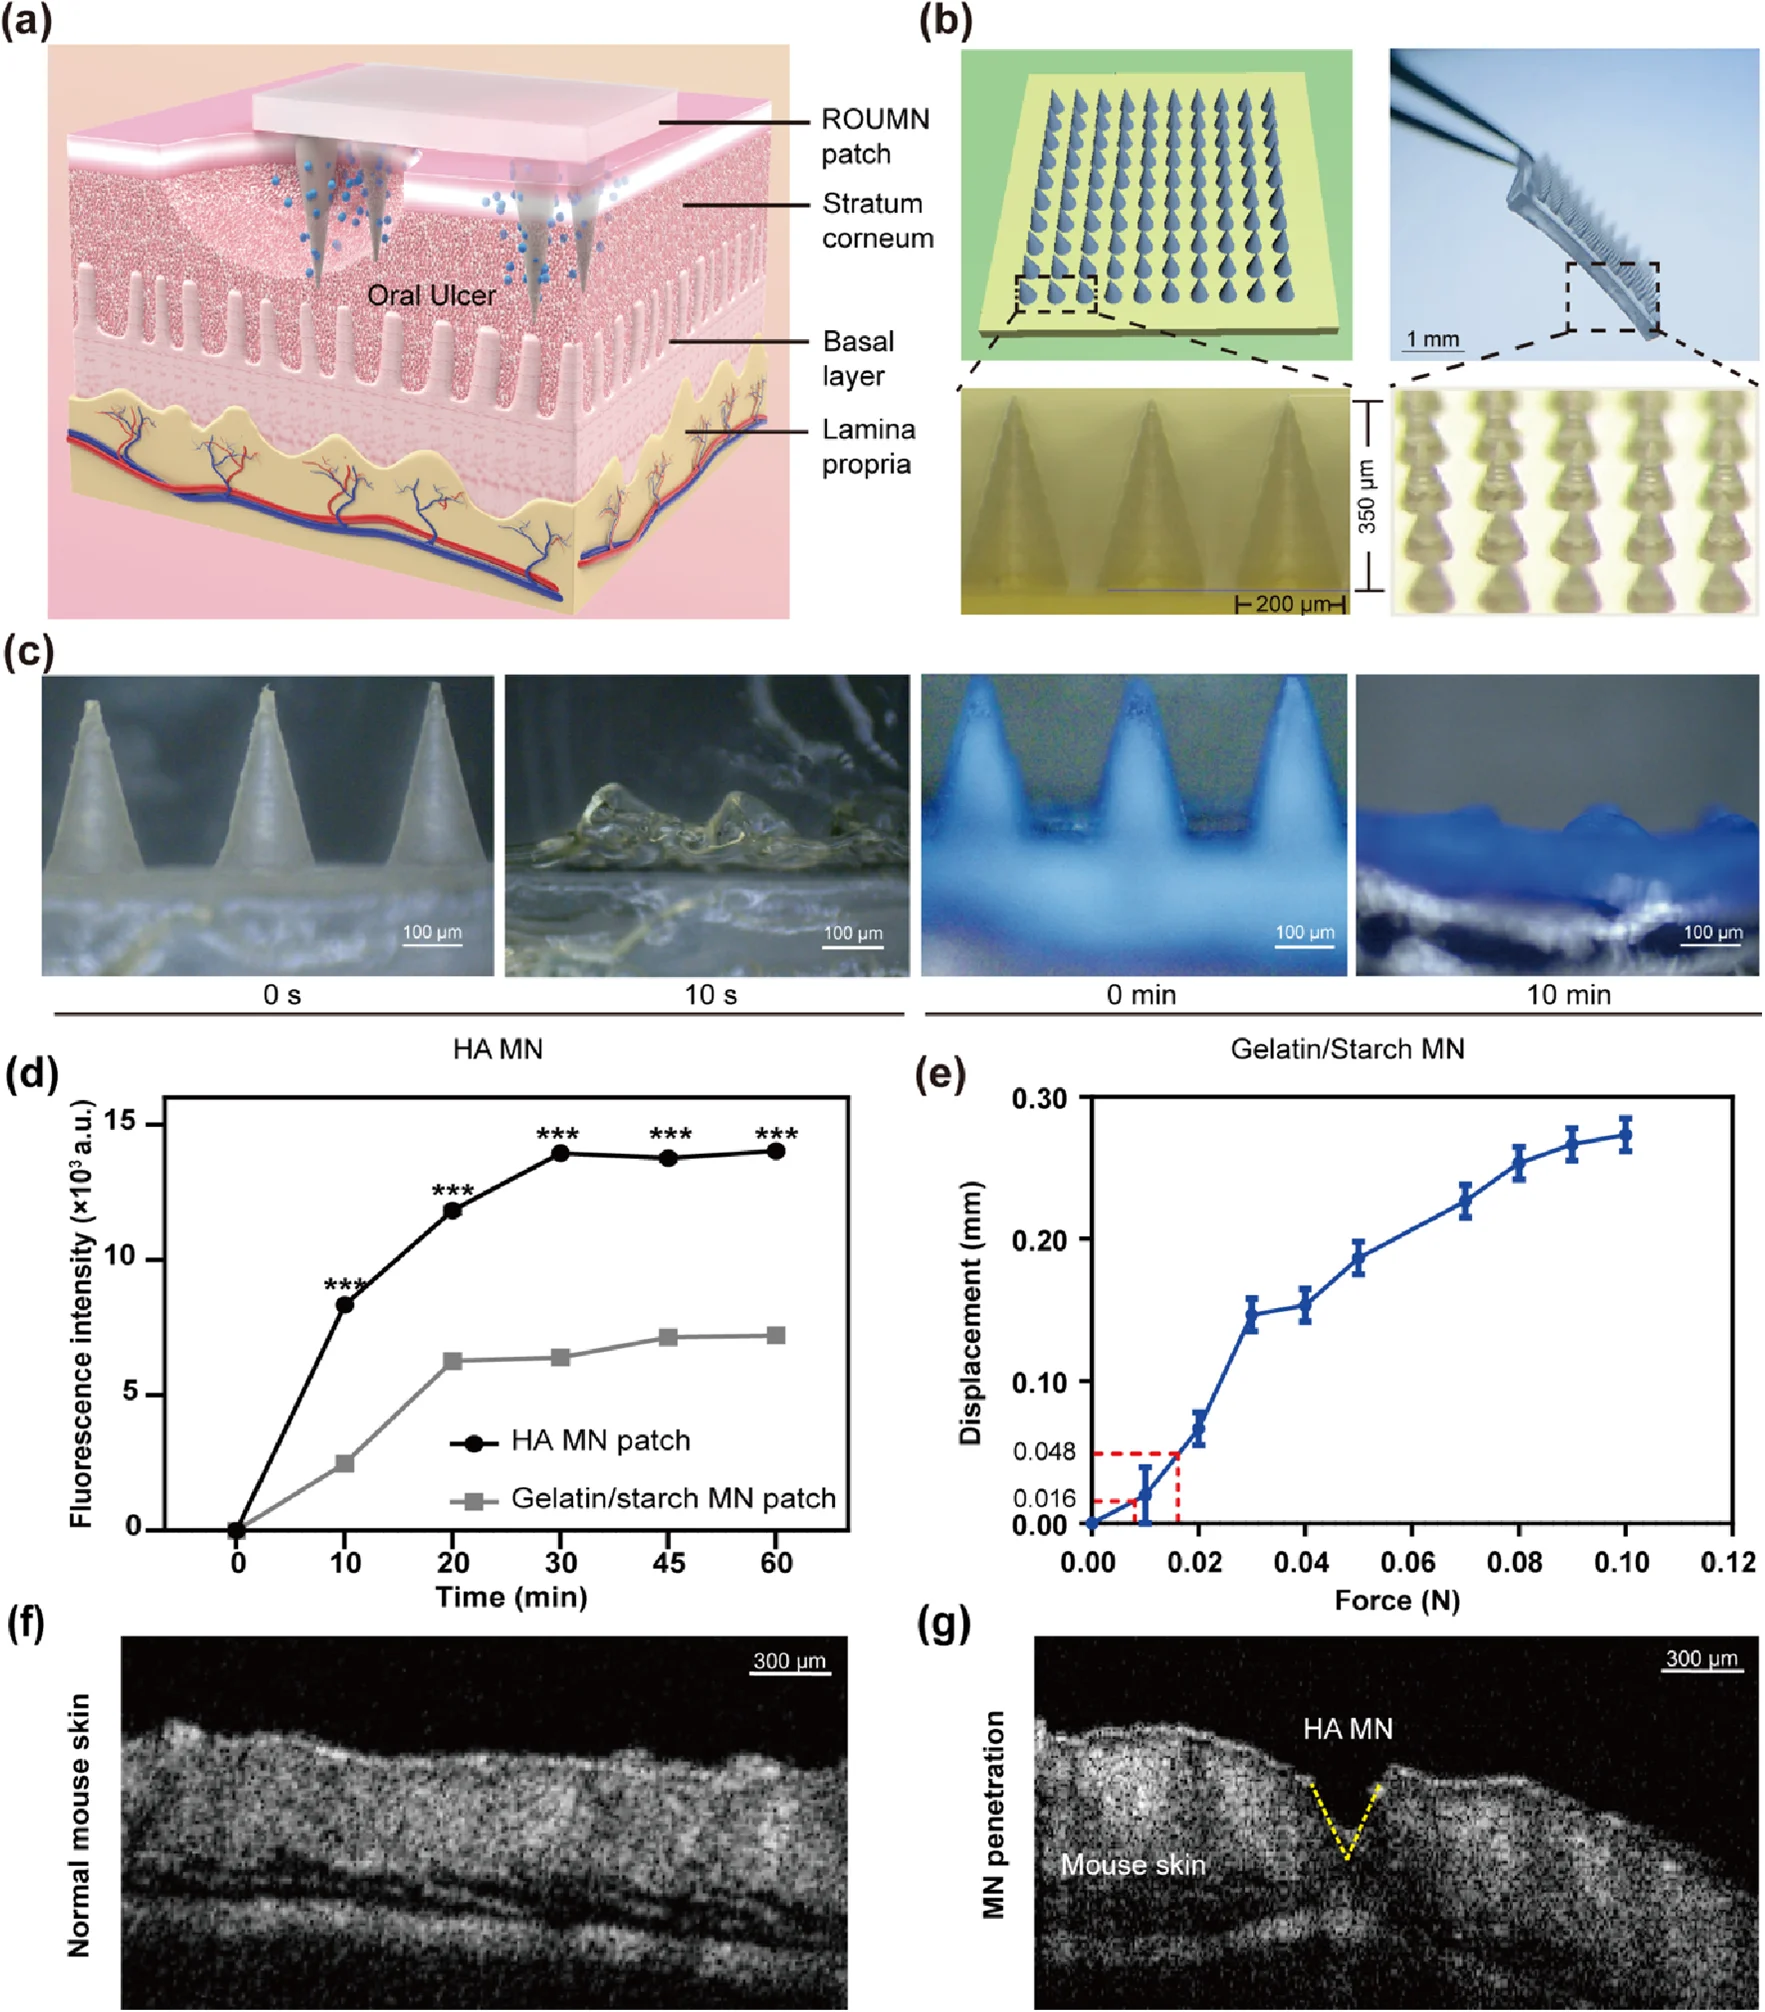 (a)
ROUMN
patch
Stratum
corneum
Oral Ulcer
Basal
layer
Lamina
propria
(b)
1 mm
350 µm
200 µm
(c)
100 µm
100 µm
100 µm
100 µm
0 s
10 s
0 min
10 min
HA MN
Gelatin/Starch MN
(d)
Fluorescence intensity (×10³ a.u.)
15
10
5
0
***
***
***
***
***
HA MN patch
Gelatin/starch MN patch
0
10
20
30
45
60
Time (min)
(e)
Displacement (mm)
0.30
0.20
0.10
0.048
0.016
0.00
0.00
0.02
0.04
0.06
0.08
0.10
0.12
Force (N)
(f)
Normal mouse skin
300 µm
(g)
MN penetration
300 µm
HA MN
Mouse skin